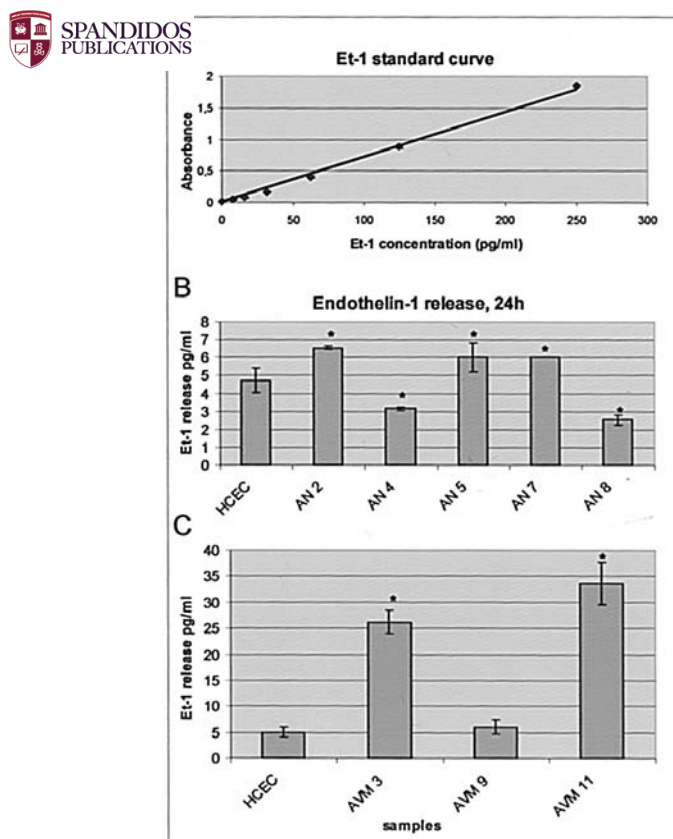 SPANDIDOS
PUBLICATIONS
Et-1 standard curve
Absorbance
2
1,5
1
0,5
0
0 50 100 150 200 250 300
Et-1 concentration (pg/ml)
B
Endothelin-1 release, 24h
Et-1 release pg/ml
8
7
6
5
4
3
2
1
0
* * * * *
HCEC AN 2 AN 4 AN 5 AN 7 AN 8
C
Et-1 release pg/ml
40
35
30
25
20
15
10
5
0
* *
HCEC AVM 3 AVM 9 AVM 11
samples